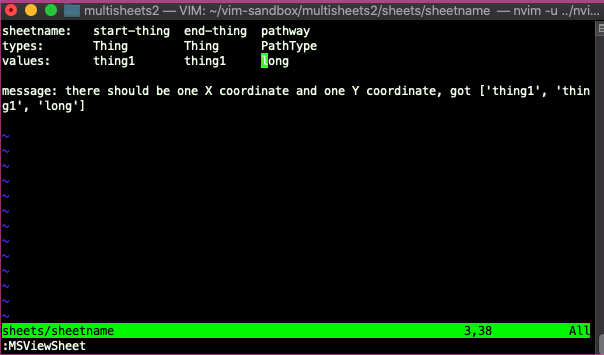 multisheets2 — VIM: ~/vim-sandbox/multisheets2/sheets/sheetname — nvim -u ../nvi...
sheetname:   start-thing  end-thing  pathway
types:       Thing        Thing      PathType
values:      thing1       thing1     long
message: there should be one X coordinate and one Y coordinate, got ['thing1', 'thin
g1', 'long']
~
~
~
~
~
~
~
~
~
~
~
~
~
sheets/sheetname 3,38 All
:MSViewSheet